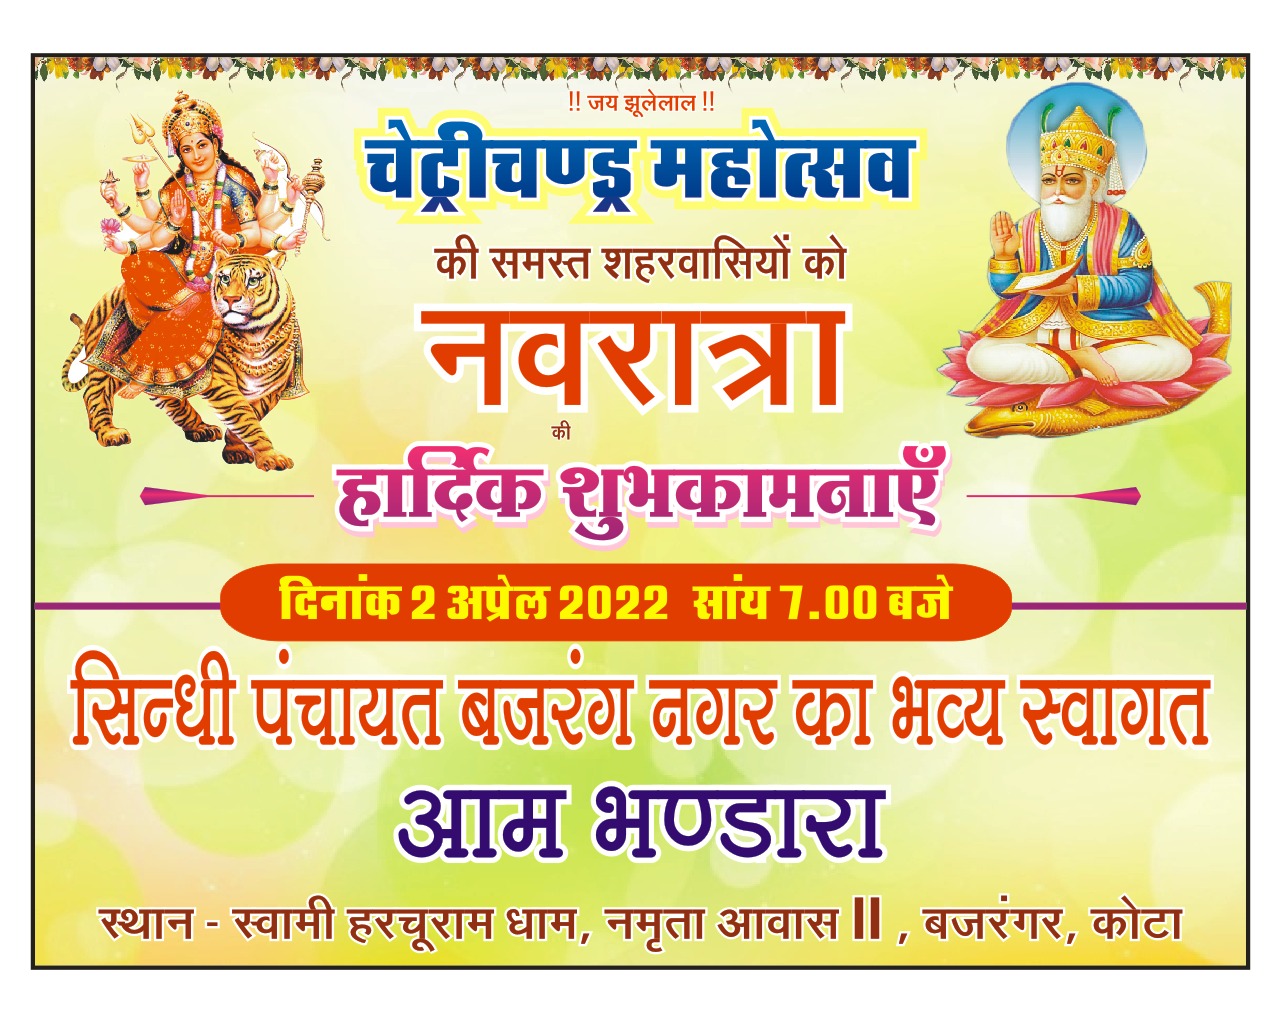 !! जय झूलेलाल !!
चेट्रीचण्ड्र महोत्सव
की समस्त शहरवासियों को
नवरात्रा
की
हार्दिक शुभकामनाएँ
दिनांक 2 अप्रेल 2022 सांय 7.00 बजे
सिन्धी पंचायत बजरंग नगर का भव्य स्वागत
आम भण्डारा
स्थान - स्वामी हरचूराम धाम, नमृता आवास II , बजरंगर, कोटा